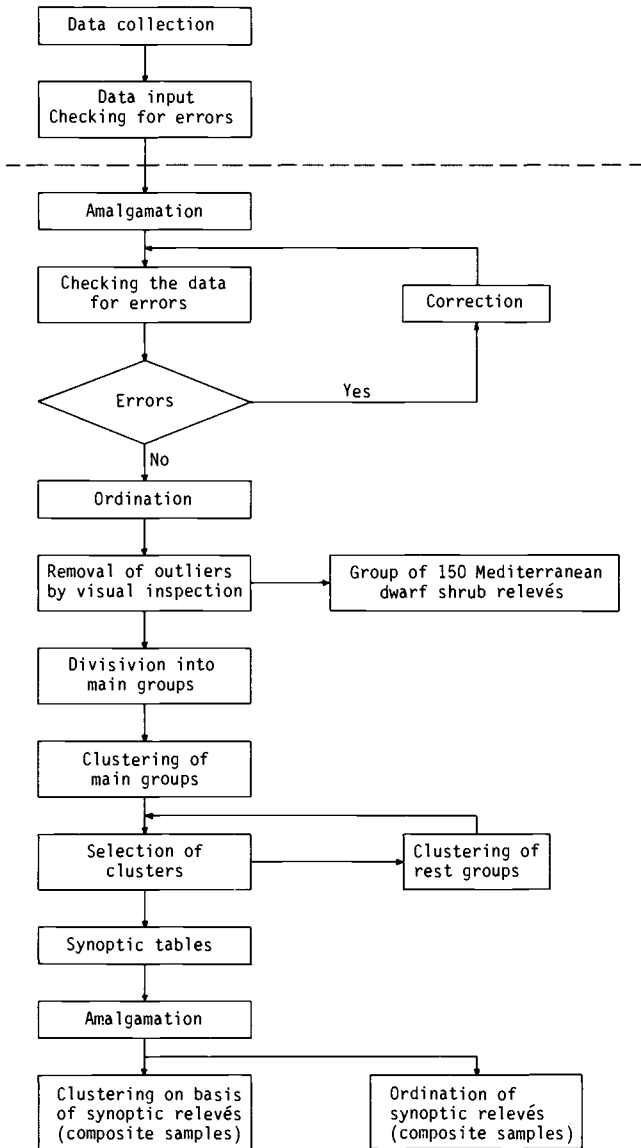 Data collection
Data input
Checking for errors
Amalgamation
Checking the data
for errors
Correction
Errors
Yes
No
Ordination
Removal of outliers
by visual inspection
Group of 150 Mediterranean
dwarf shrub relevés
Divisivion into
main groups
Clustering of
main groups
Selection of
clusters
Clustering of
rest groups
Synoptic tables
Amalgamation
Clustering on basis
of synoptic relevés
(composite samples)
Ordination of
synoptic relevés
(composite samples)